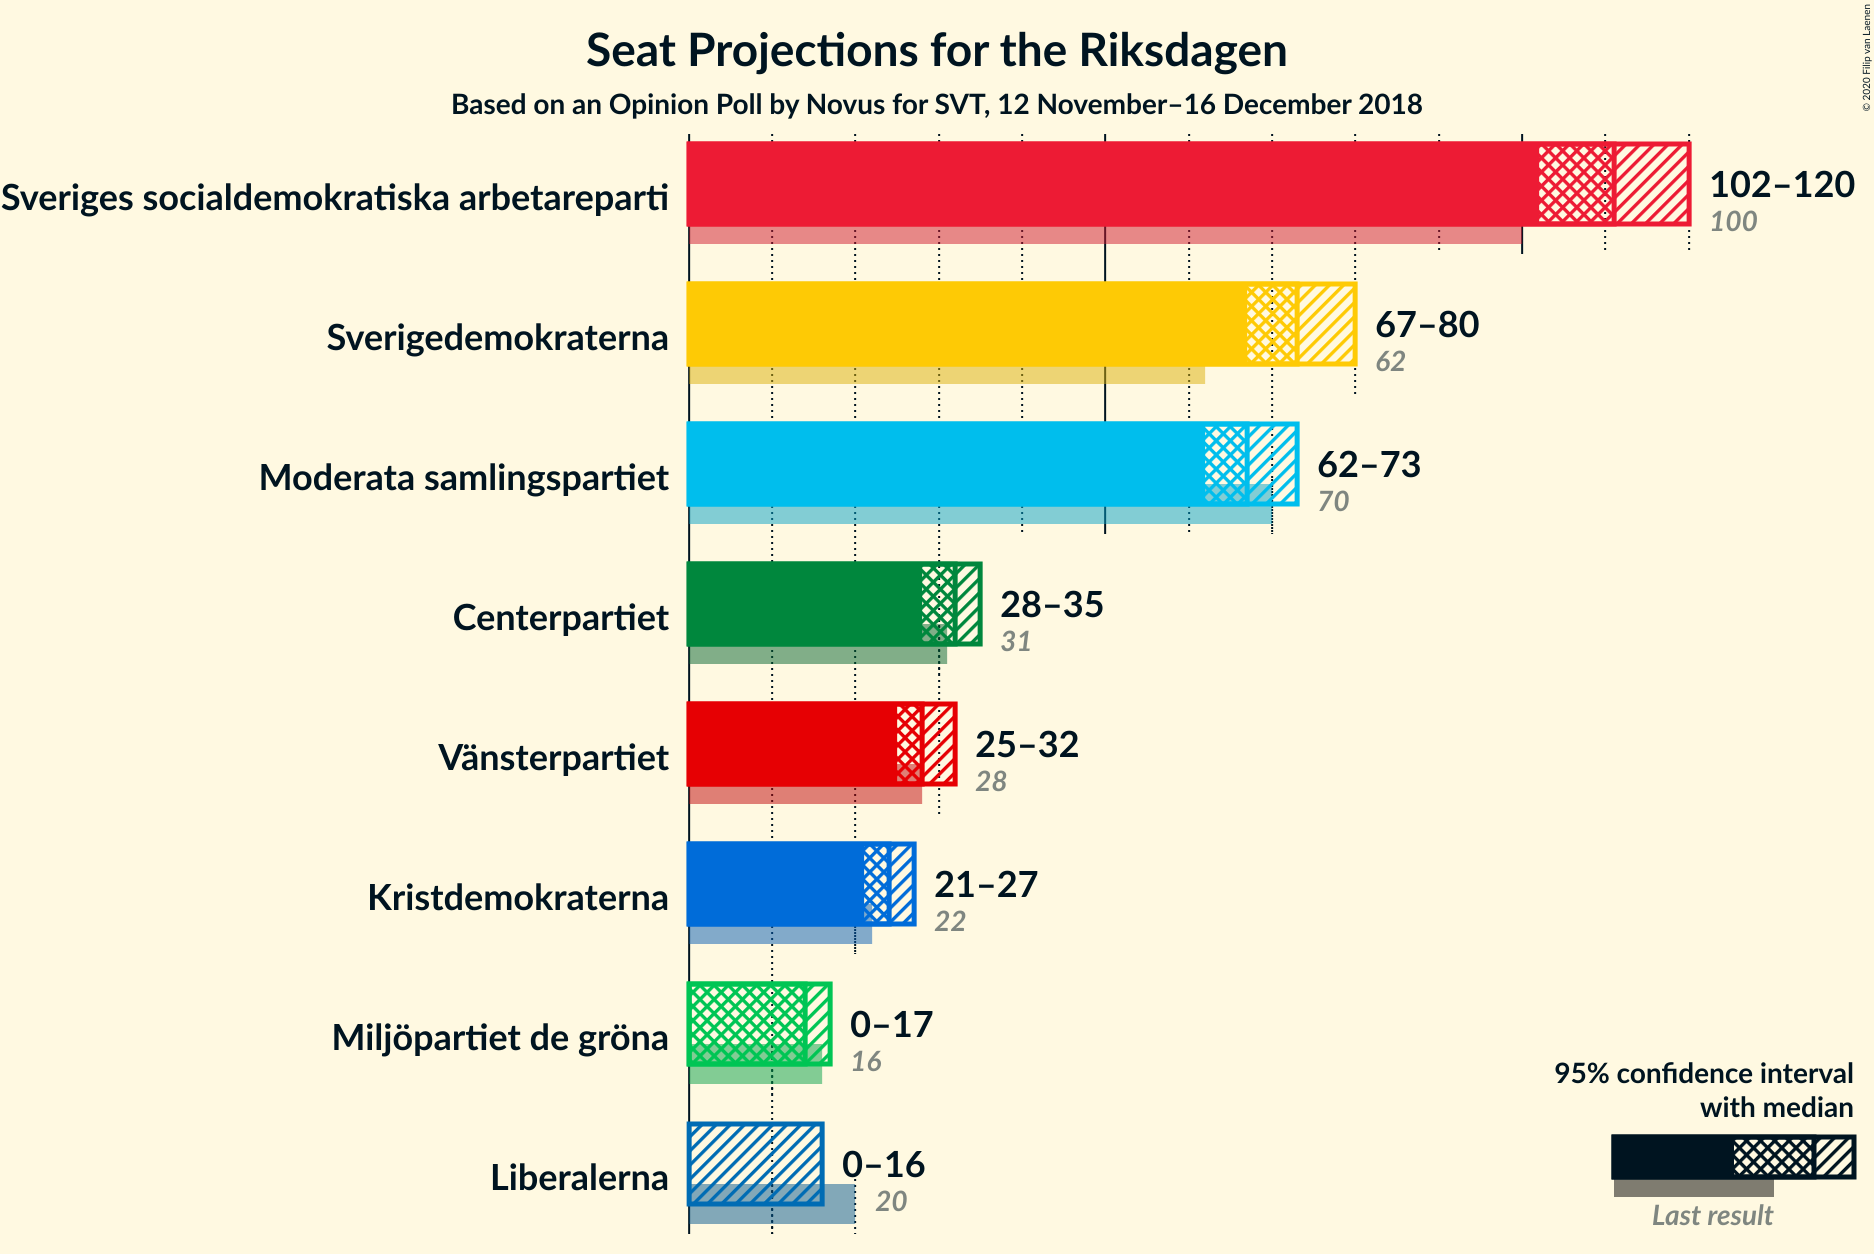 Seat Projections for the Riksdagen
Based on an Opinion Poll by Novus for SVT, 12 November–16 December 2018
© 2020 Filip van Laenen
Sveriges socialdemokratiska arbetareparti
102–120
100
Sverigedemokraterna
67–80
62
Moderata samlingspartiet
62–73
70
Centerpartiet
28–35
31
Vänsterpartiet
25–32
28
Kristdemokraterna
21–27
22
Miljöpartiet de gröna
0–17
16
Liberalerna
0–16
20
95% confidence interval
with median
Last result